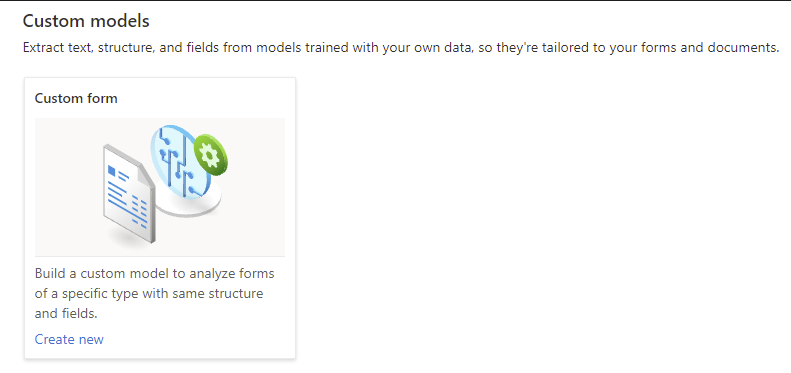 Custom models
Extract text, structure, and fields from models trained with your own data, so they're tailored to your forms and documents.
Custom form
Build a custom model to analyze forms
of a specific type with same structure
and fields.
Create new